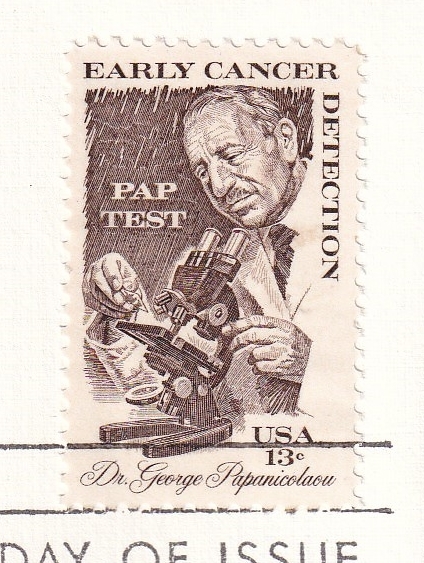 EARLY CANCER
DETECTION
PAP
TEST
USA
13c
Dr. George Papanicolaou
DAY OF ISSUE